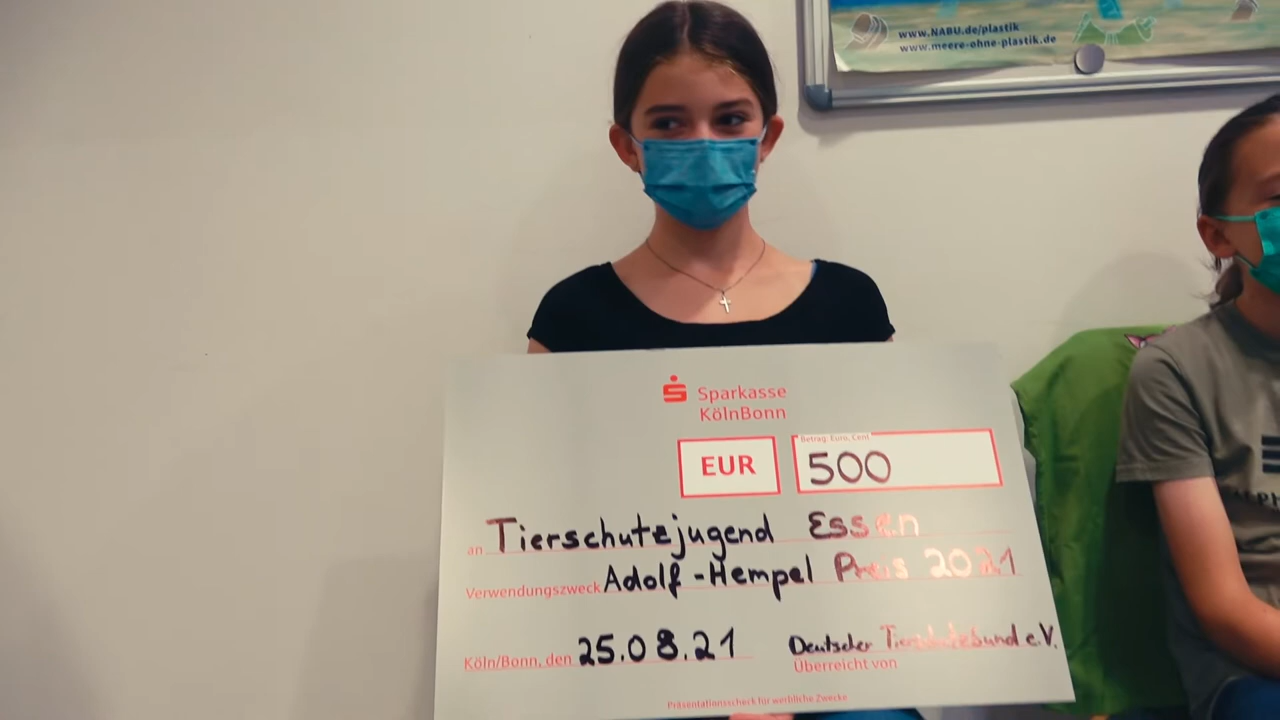 www.NABU.de/plastik
www.meere-ohne-plastik.de
Sparkasse
KölnBonn
EUR
Betrag: Euro, Cent
500
an Tierschutzjugend Essen
Verwendungszweck Adolf-Hempel Preis 2021
Köln/Bonn, den 25.08.21
Deutscher Tierschutzbund e.V.
Überreicht von
Präsentationsscheck für werbliche Zwecke